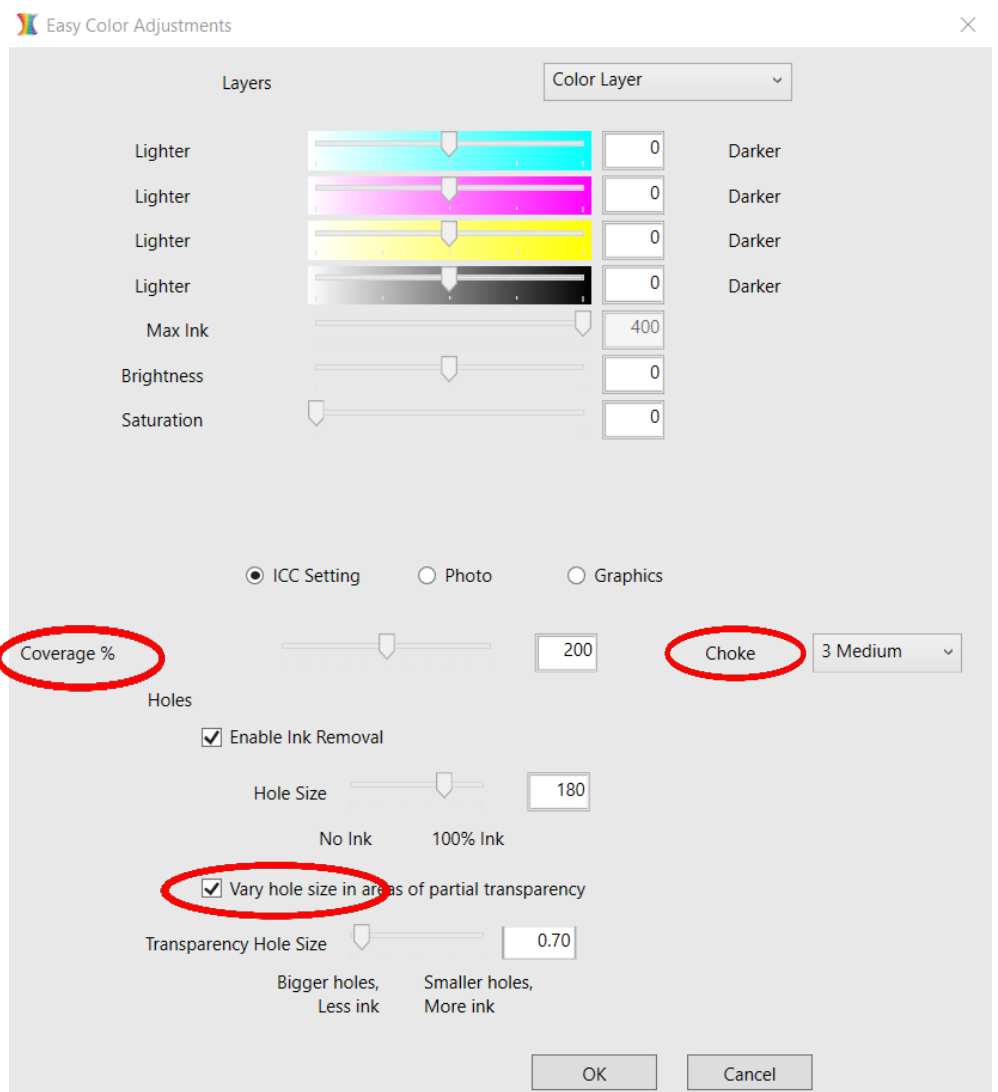 Easy Color Adjustments
Layers Color Layer
Lighter 0 Darker
Lighter 0 Darker
Lighter 0 Darker
Lighter 0 Darker
Max Ink 400
Brightness 0
Saturation 0
ICC Setting Photo Graphics
Coverage % 200 Choke 3 Medium
Holes
Enable Ink Removal
Hole Size 180
No Ink 100% Ink
Vary hole size in areas of partial transparency
Transparency Hole Size 0.70
Bigger holes, Smaller holes,
Less ink More ink
OK Cancel